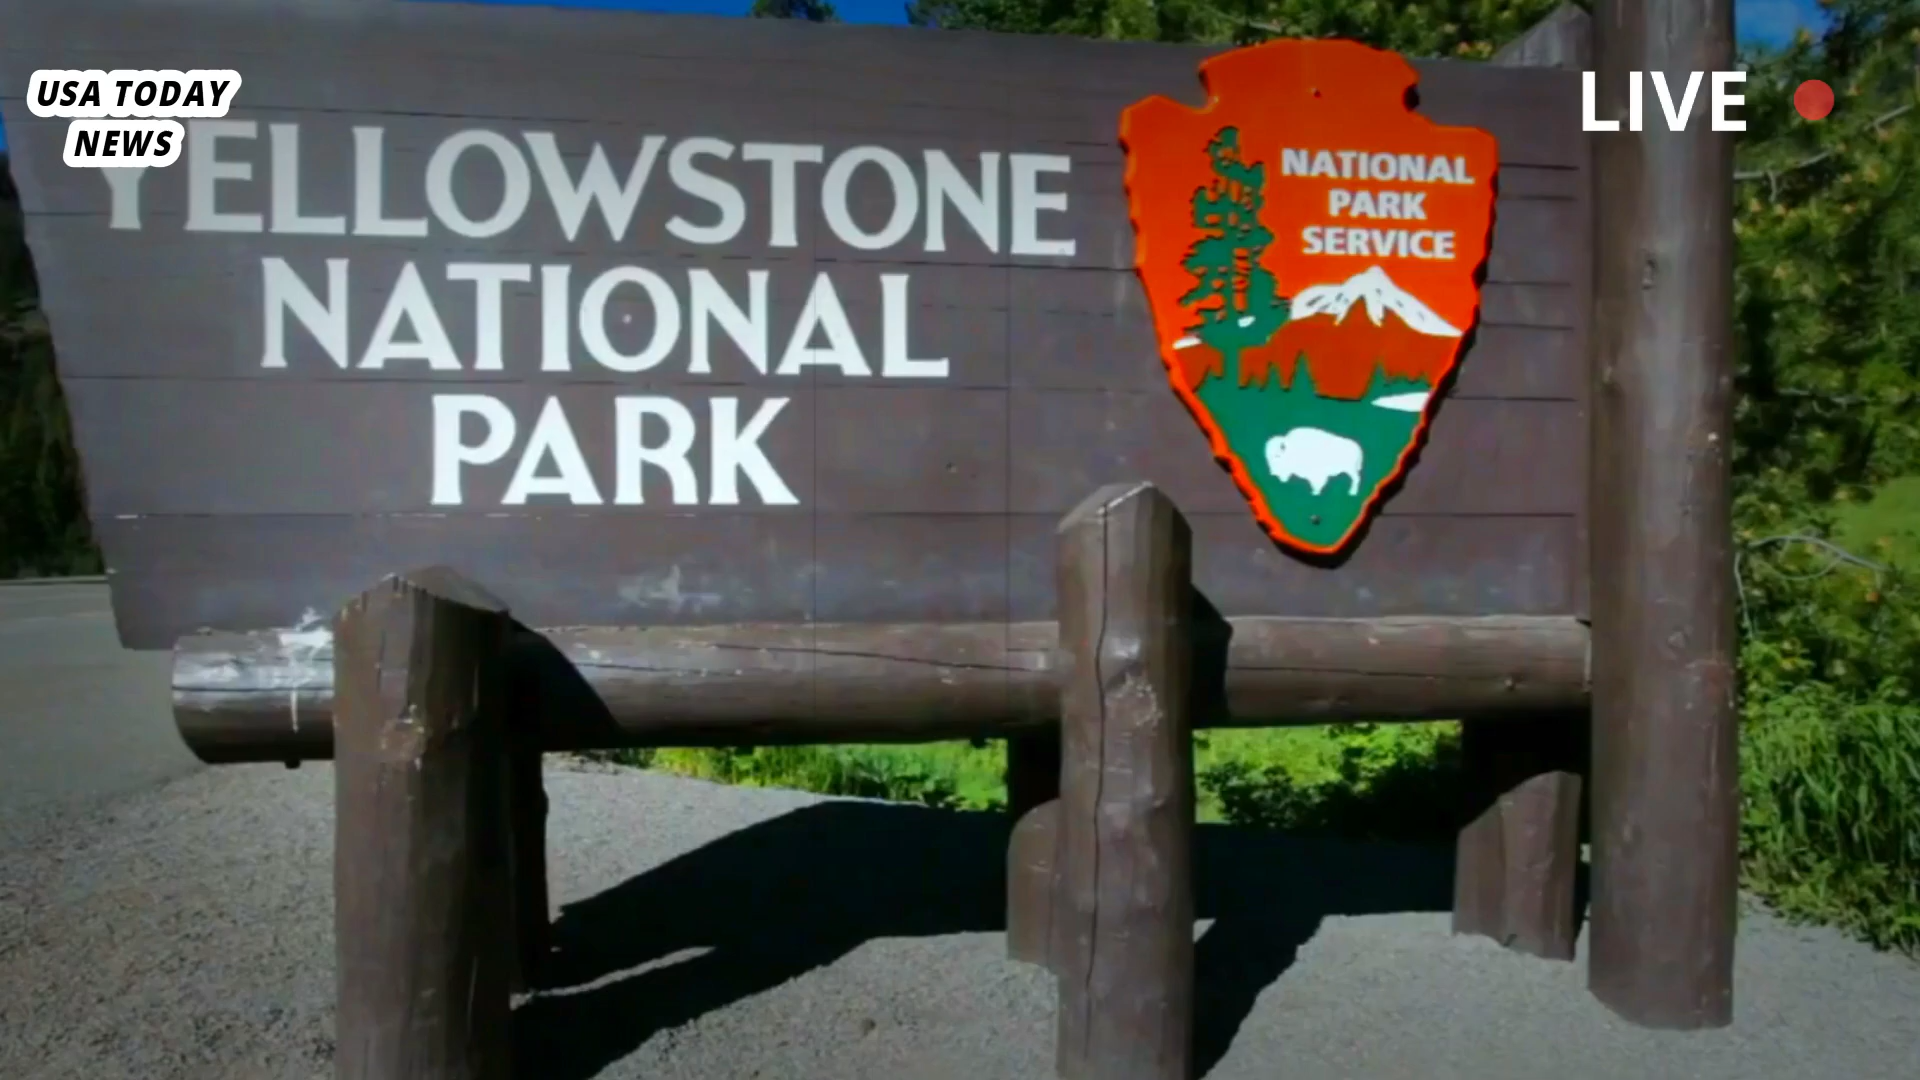 USA TODAY
NEWS
LIVE
YELLOWSTONE
NATIONAL
PARK
NATIONAL
PARK
SERVICE